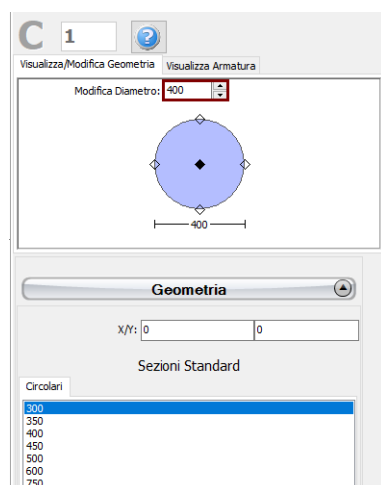 C 1
Visualizza/Modifica Geometria Visualizza Armatura
Modifica Diametro: 400
400
Geometria
X/Y: 0 0
Sezioni Standard
Circolari
300
350
400
450
500
600
750